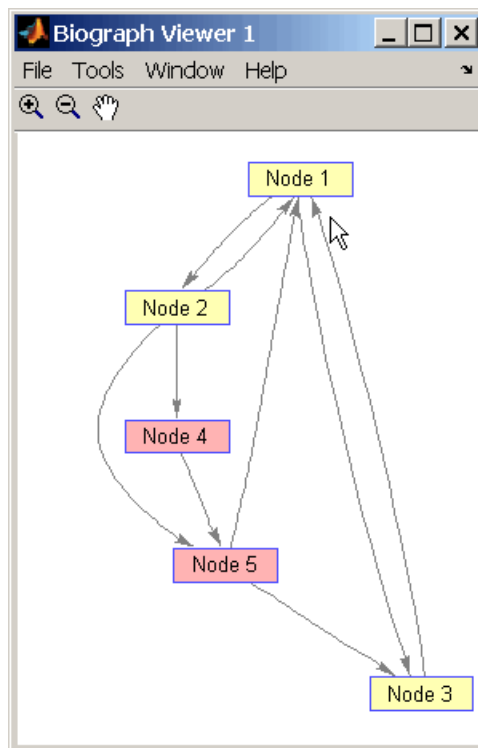 Biograph Viewer 1
File Tools Window Help
Node 1
Node 2
Node 4
Node 5
Node 3